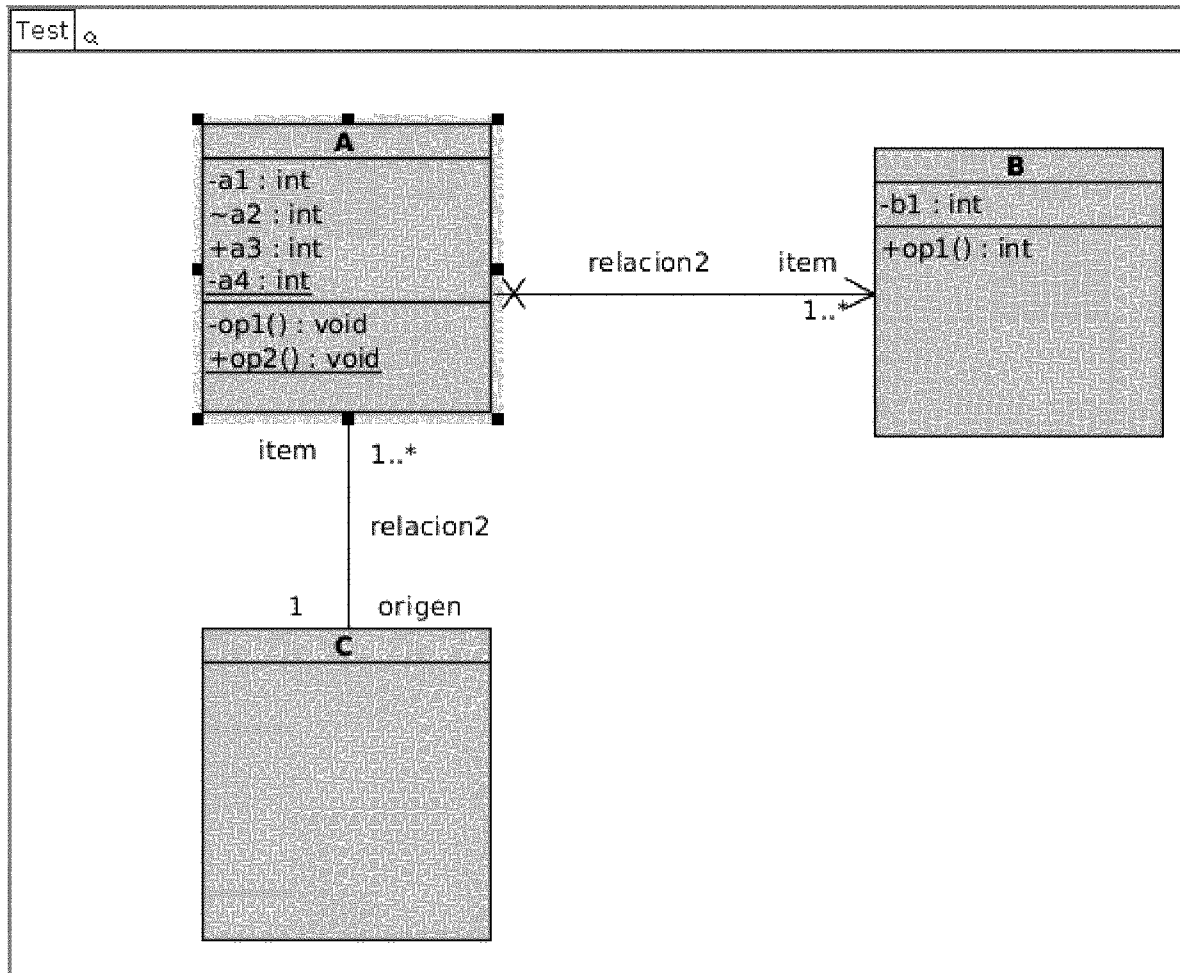 Test
A
-a1 : int
~a2 : int
+a3 : int
-a4 : int
-op1() : void
+op2() : void
relacion2
item
1..*
B
-b1 : int
+op1() : int
item
1..*
relacion2
1
origen
C